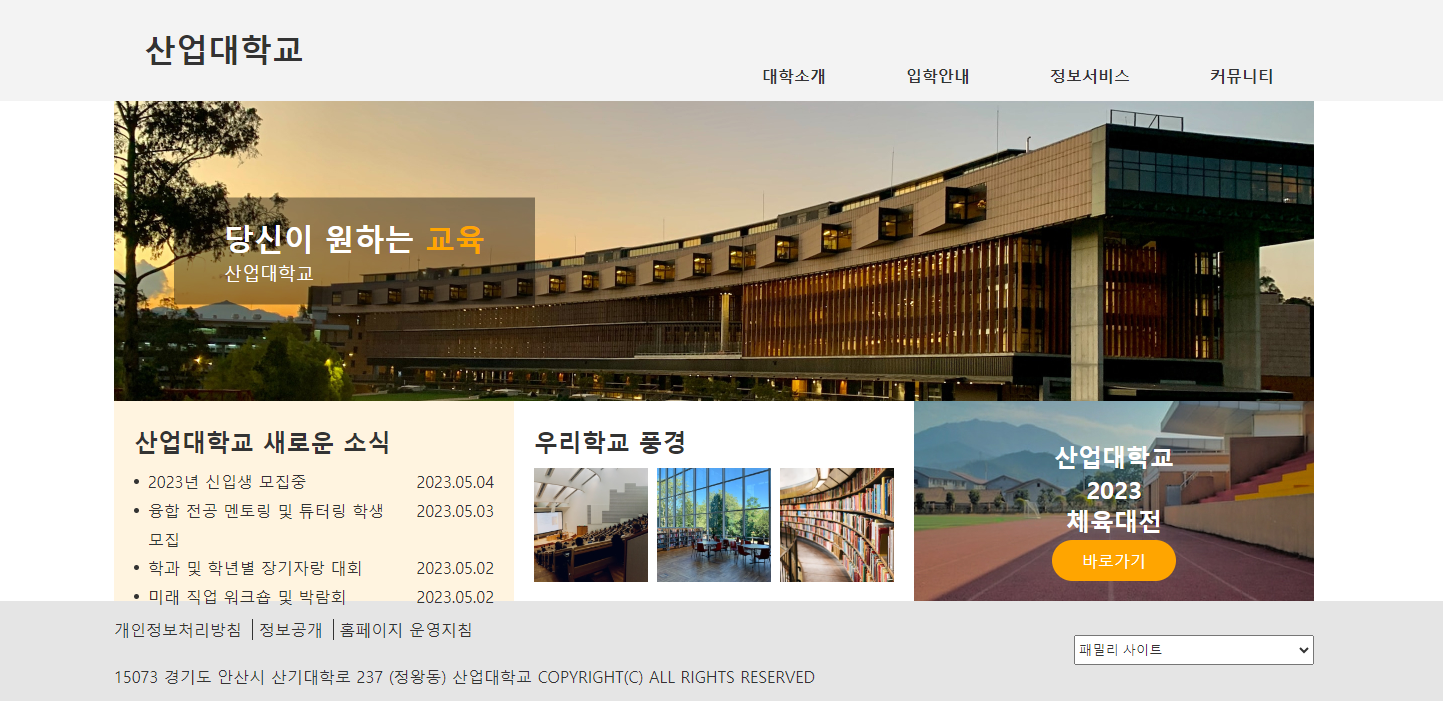 산업대학교
대학소개 입학안내 정보서비스 커뮤니티
당신이 원하는 교육
산업대학교
산업대학교 새로운 소식
2023년 신입생 모집중 2023.05.04
융합 전공 멘토링 및 튜터링 학생 2023.05.03
모집
학과 및 학년별 장기자랑 대회 2023.05.02
미래 직업 워크숍 및 박람회 2023.05.02
우리학교 풍경
산업대학교
2023
체육대전
바로가기
개인정보처리방침 정보공개 홈페이지 운영지침
패밀리 사이트
15073 경기도 안산시 산기대학로 237 (정왕동) 산업대학교 COPYRIGHT(C) ALL RIGHTS RESERVED